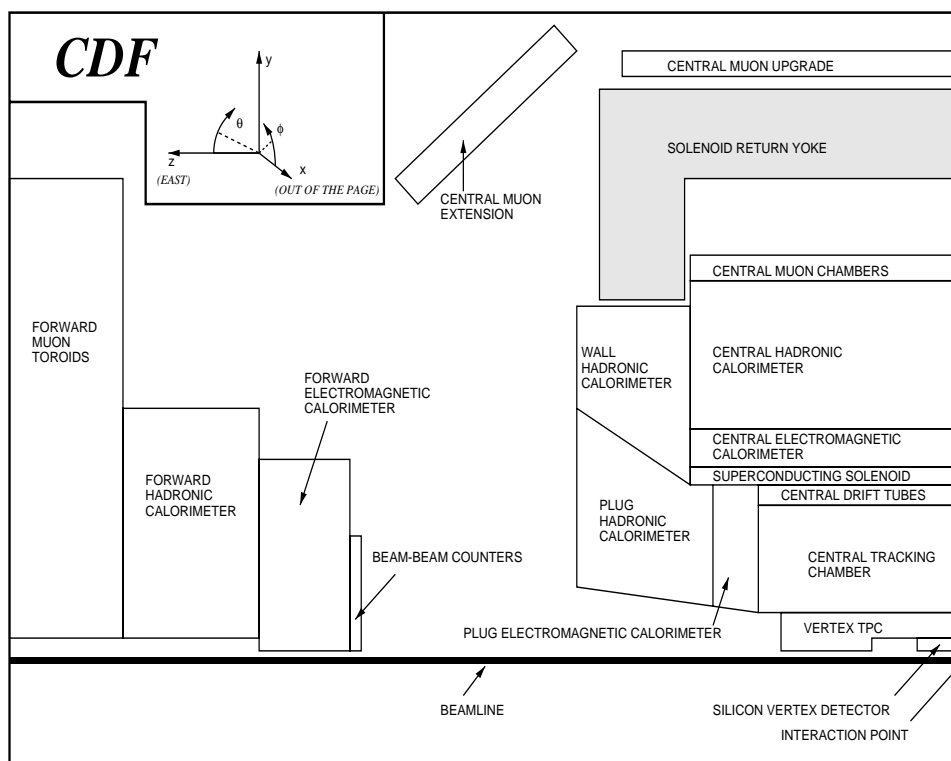 CDF
y
θ
φ
z
x
(EAST)
(OUT OF THE PAGE)
CENTRAL MUON
EXTENSION
CENTRAL MUON UPGRADE
SOLENOID RETURN YOKE
CENTRAL MUON CHAMBERS
FORWARD
MUON
TOROIDS
WALL
HADRONIC
CALORIMETER
CENTRAL HADRONIC
CALORIMETER
FORWARD
ELECTROMAGNETIC
CALORIMETER
CENTRAL ELECTROMAGNETIC
CALORIMETER
SUPERCONDUCTING SOLENOID
CENTRAL DRIFT TUBES
FORWARD
HADRONIC
CALORIMETER
PLUG
HADRONIC
CALORIMETER
BEAM-BEAM COUNTERS
CENTRAL TRACKING
CHAMBER
PLUG ELECTROMAGNETIC CALORIMETER
VERTEX TPC
BEAMLINE
SILICON VERTEX DETECTOR
INTERACTION POINT